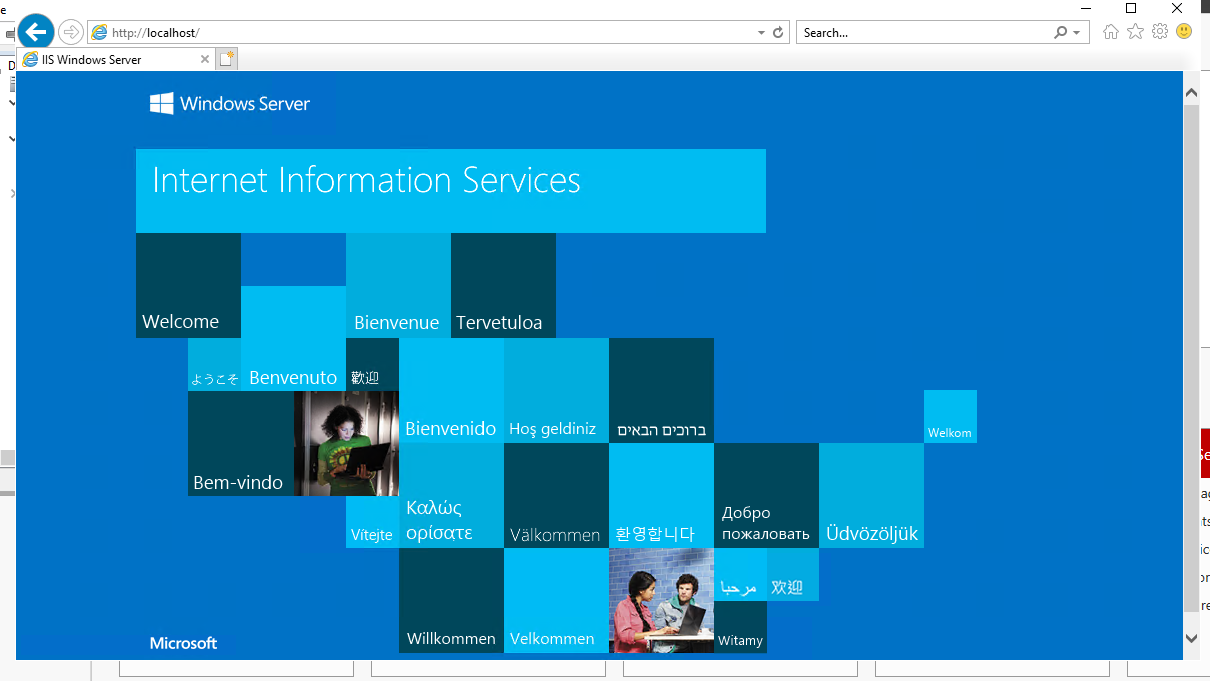 http://localhost/
Search...
IIS Windows Server
Windows Server
Internet Information Services
Welcome
Bienvenue
Tervetuloa
ようこそ
Benvenuto
歡迎
Bienvenido
Hoş geldiniz
ברוכים הבאים
Welkom
Bem-vindo
Vítejte
Καλώς
ορίσατε
Välkommen
환영합니다
Добро
пожаловать
Üdvözöljük
Willkommen
Velkommen
مرحبا
欢迎
Witamy
Microsoft